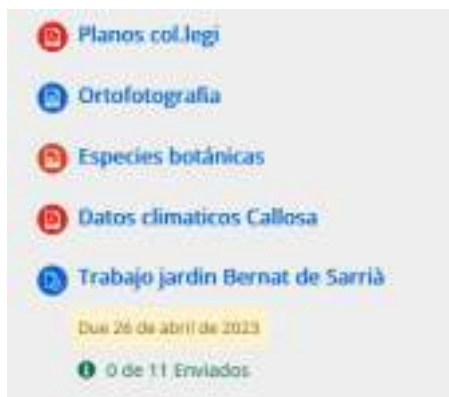 Planos col.legi
Ortofotografia
Especies botánicas
Datos climaticos Callosa
Trabajo jardin Bernat de Sarrià
Due 26 de abril de 2023
0 de 11 Enviados